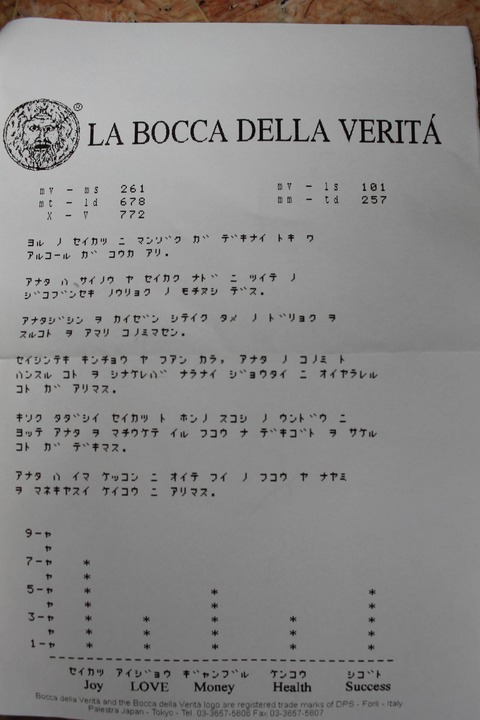 ®
LA BOCCA DELLA VERITÁ
mv - ms 261 mv - ls 101
mt - ld 678 mm - td 257
X - V 772
ヨル ノ セイカツ ニ マンゾク ガ デキナイ トキ ワ
アルコール ガ コウカ アリ.
アナタ ハ サイノウ ヤ セイカク ナド ニ ツイテ ノ
ジコブンセキ ノウリョク ノ モチヌシ デス.
アナタジシン ヲ カイゼン シテイク タメ ノ ドリョク ヲ
スルコト ヲ アマリ コノミマセン.
セイシンテキ キンチョウ ヤ フアン カラ, アナタ ノ コノミ ト
ハンスル コト ヲ シナケレバ ナラナイ ジョウタイ ニ オイヤラレル
コト ガ アリマス.
キソク タダシイ セイカツ ト ホンノ スコシ ノ ウンドウ ニ
ヨッテ アナタ ヲ マチウケテ イル フコウ ナ デキゴト ヲ サケル
コト ガ デキマス.
アナタ ハ イマ ケッコン ニ オイテ フイ ノ フコウ ヤ ナヤミ
ヲ マネキヤスイ ケイコウ ニ アリマス.
9-
7-
5-
3-
1-
セイカツ アイジョウ ギャンブル ケンコウ シゴト
Joy LOVE Money Health Success
Bocca della Verità and the Bocca della Verità logo are registered trade marks of DPS - Forlì - Italy
Palestra Japan - Tokyo - Tel. 03-3657-5806 Fax 03-3657-5807